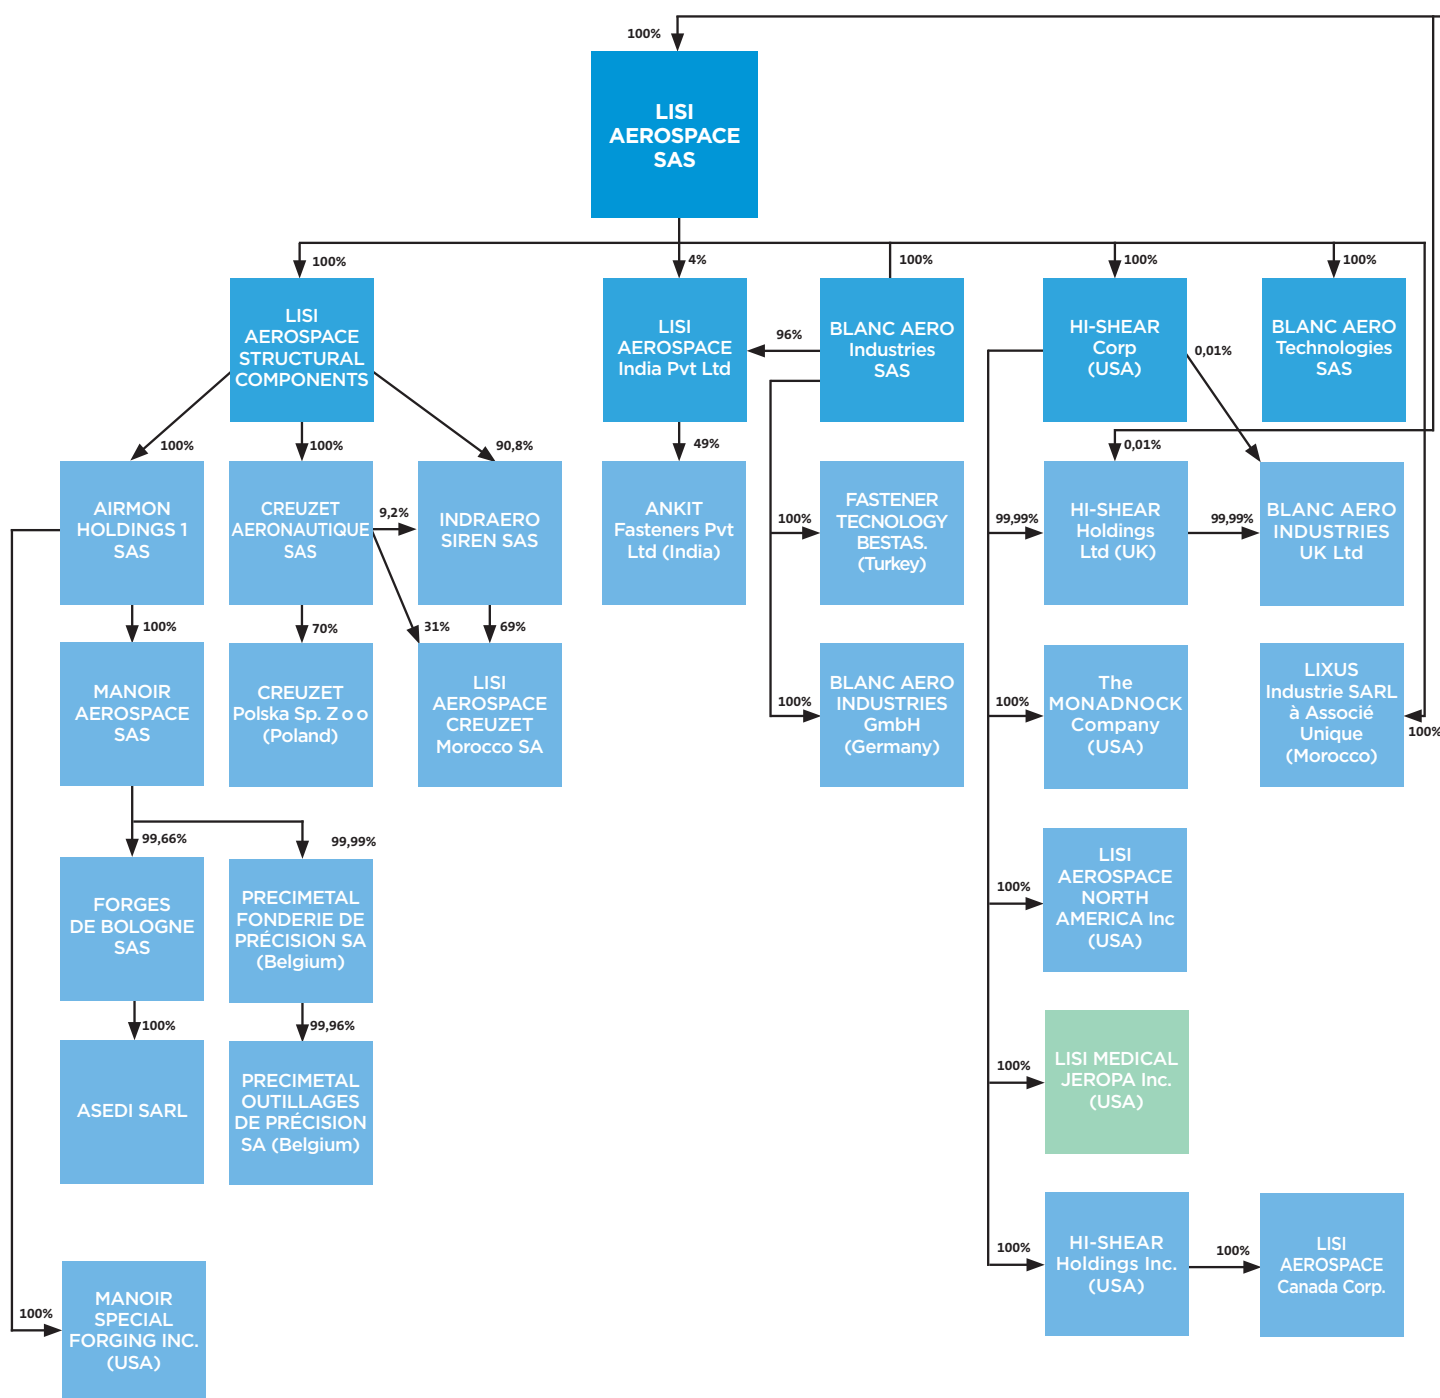 100%
LISI
AEROSPACE
SAS
100%
4%
100%
100%
100%
LISI
AEROSPACE
STRUCTURAL
COMPONENTS
LISI
AEROSPACE
India Pvt Ltd
96%
BLANC AERO
Industries
SAS
HI-SHEAR
Corp
(USA)
0,01%
BLANC AERO
Technologies
SAS
100%
100%
90,8%
49%
0,01%
AIRMON
HOLDINGS 1
SAS
CREUZET
AERONAUTIQUE
SAS
9,2%
INDRAERO
SIREN SAS
ANKIT
Fasteners Pvt
Ltd (India)
100%
FASTENER
TECNOLOGY
BESTAS.
(Turkey)
99,99%
HI-SHEAR
Holdings
Ltd (UK)
99,99%
BLANC AERO
INDUSTRIES
UK Ltd
100%
70%
31%
69%
MANOIR
AEROSPACE
SAS
CREUZET
Polska Sp. Z o o
(Poland)
LISI
AEROSPACE
CREUZET
Morocco SA
100%
BLANC AERO
INDUSTRIES
GmbH
(Germany)
100%
The
MONADNOCK
Company
(USA)
LIXUS
Industrie SARL
à Associé
Unique
(Morocco)
100%
99,66%
99,99%
FORGES
DE BOLOGNE
SAS
PRECIMETAL
FONDERIE DE
PRÉCISION SA
(Belgium)
100%
LISI
AEROSPACE
NORTH
AMERICA Inc
(USA)
100%
99,96%
ASEDI SARL
PRECIMETAL
OUTILLAGES
DE PRÉCISION
SA (Belgium)
100%
LISI MEDICAL
JEROPA Inc.
(USA)
100%
HI-SHEAR
Holdings Inc.
(USA)
100%
LISI
AEROSPACE
Canada Corp.
100%
MANOIR
SPECIAL
FORGING INC.
(USA)